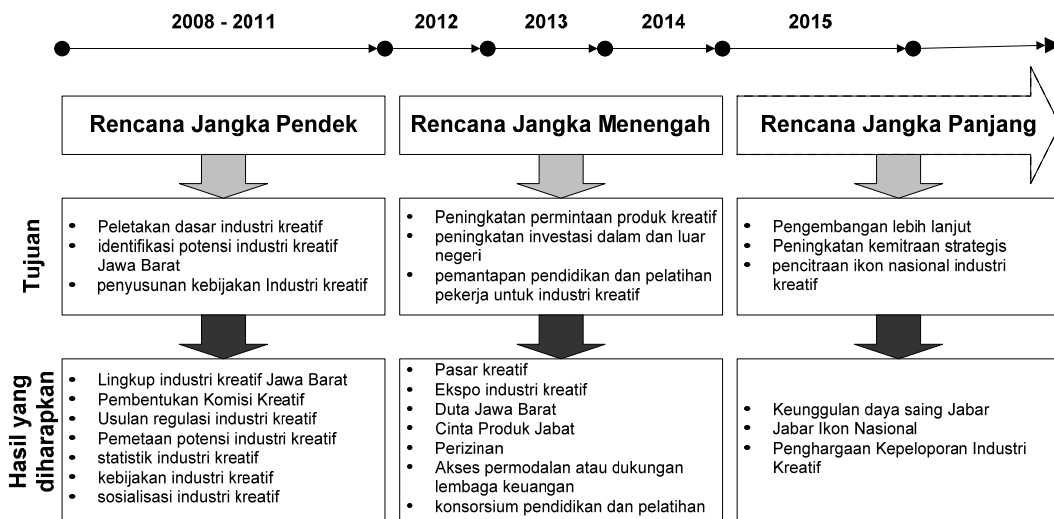 2008 - 2011
2012
2013
2014
2015
Rencana Jangka Pendek
Rencana Jangka Menengah
Rencana Jangka Panjang
Tujuan
• Peletakan dasar industri kreatif
• identifikasi potensi industri kreatif
Jawa Barat
• penyusunan kebijakan Industri kreatif
• Peningkatan permintaan produk kreatif
• peningkatan investasi dalam dan luar
negeri
• pemantapan pendidikan dan pelatihan
pekerja untuk industri kreatif
• Pengembangan lebih lanjut
• Peningkatan kemitraan strategis
• pencitraan ikon nasional industri
kreatif
Hasil yang
diharapkan
• Lingkup industri kreatif Jawa Barat
• Pembentukan Komisi Kreatif
• Usulan regulasi industri kreatif
• Pemetaan potensi industri kreatif
• statistik industri kreatif
• kebijakan industri kreatif
• sosialisasi industri kreatif
• Pasar kreatif
• Ekspo industri kreatif
• Duta Jawa Barat
• Cinta Produk Jabat
• Perizinan
• Akses permodalan atau dukungan
lembaga keuangan
• konsorsium pendidikan dan pelatihan
• Keunggulan daya saing Jabar
• Jabar Ikon Nasional
• Penghargaan Kepeloporan Industri
Kreatif